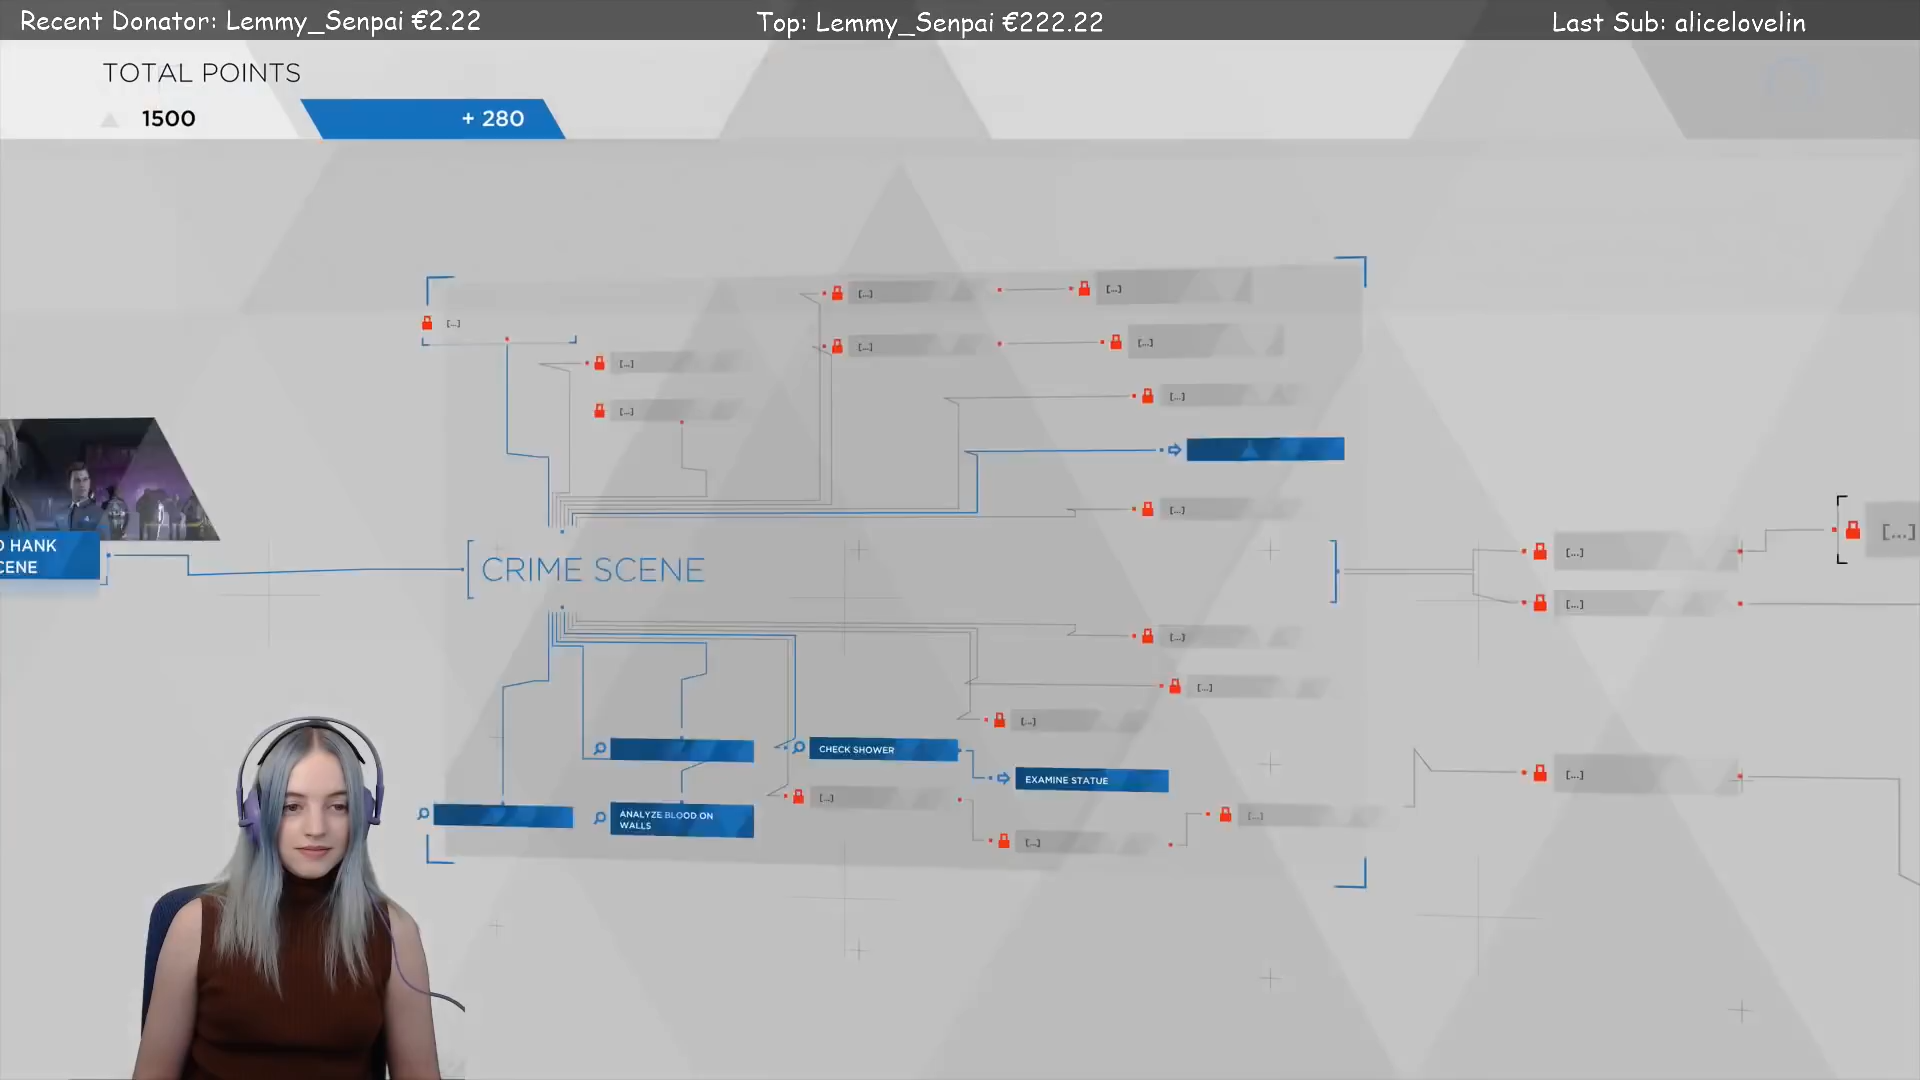 Recent Donator: Lemmy_Senpai €2.22
Top: Lemmy_Senpai €222.22
Last Sub: alicelovelin
TOTAL POINTS
1500
+ 280
[...]
[...]
[...]
[...]
[...]
[...]
[...]
[...]
[...]
[...]
HANK
CRIME SCENE
[...]
[...]
[...]
[...]
[...]
[...]
CHECK SHOWER
EXAMINE STATUE
[...]
[...]
ANALYZE BLOOD ON
WALLS
[...]
[...]